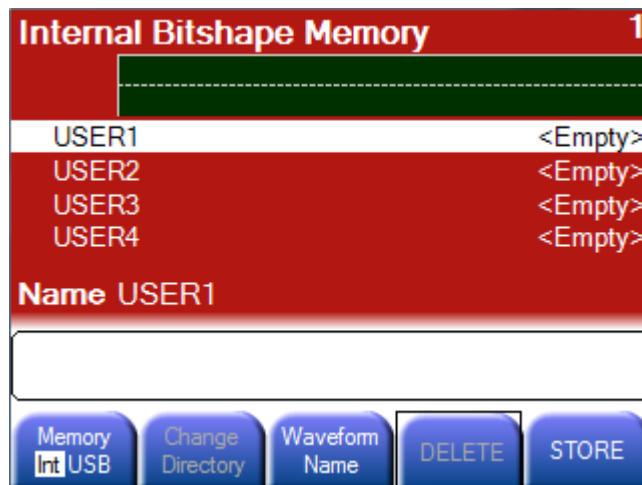 Internal Bitshape Memory 1
USER1 <Empty>
USER2 <Empty>
USER3 <Empty>
USER4 <Empty>
Name USER1
Memory
Int USB
Change
Directory
Waveform
Name
DELETE
STORE